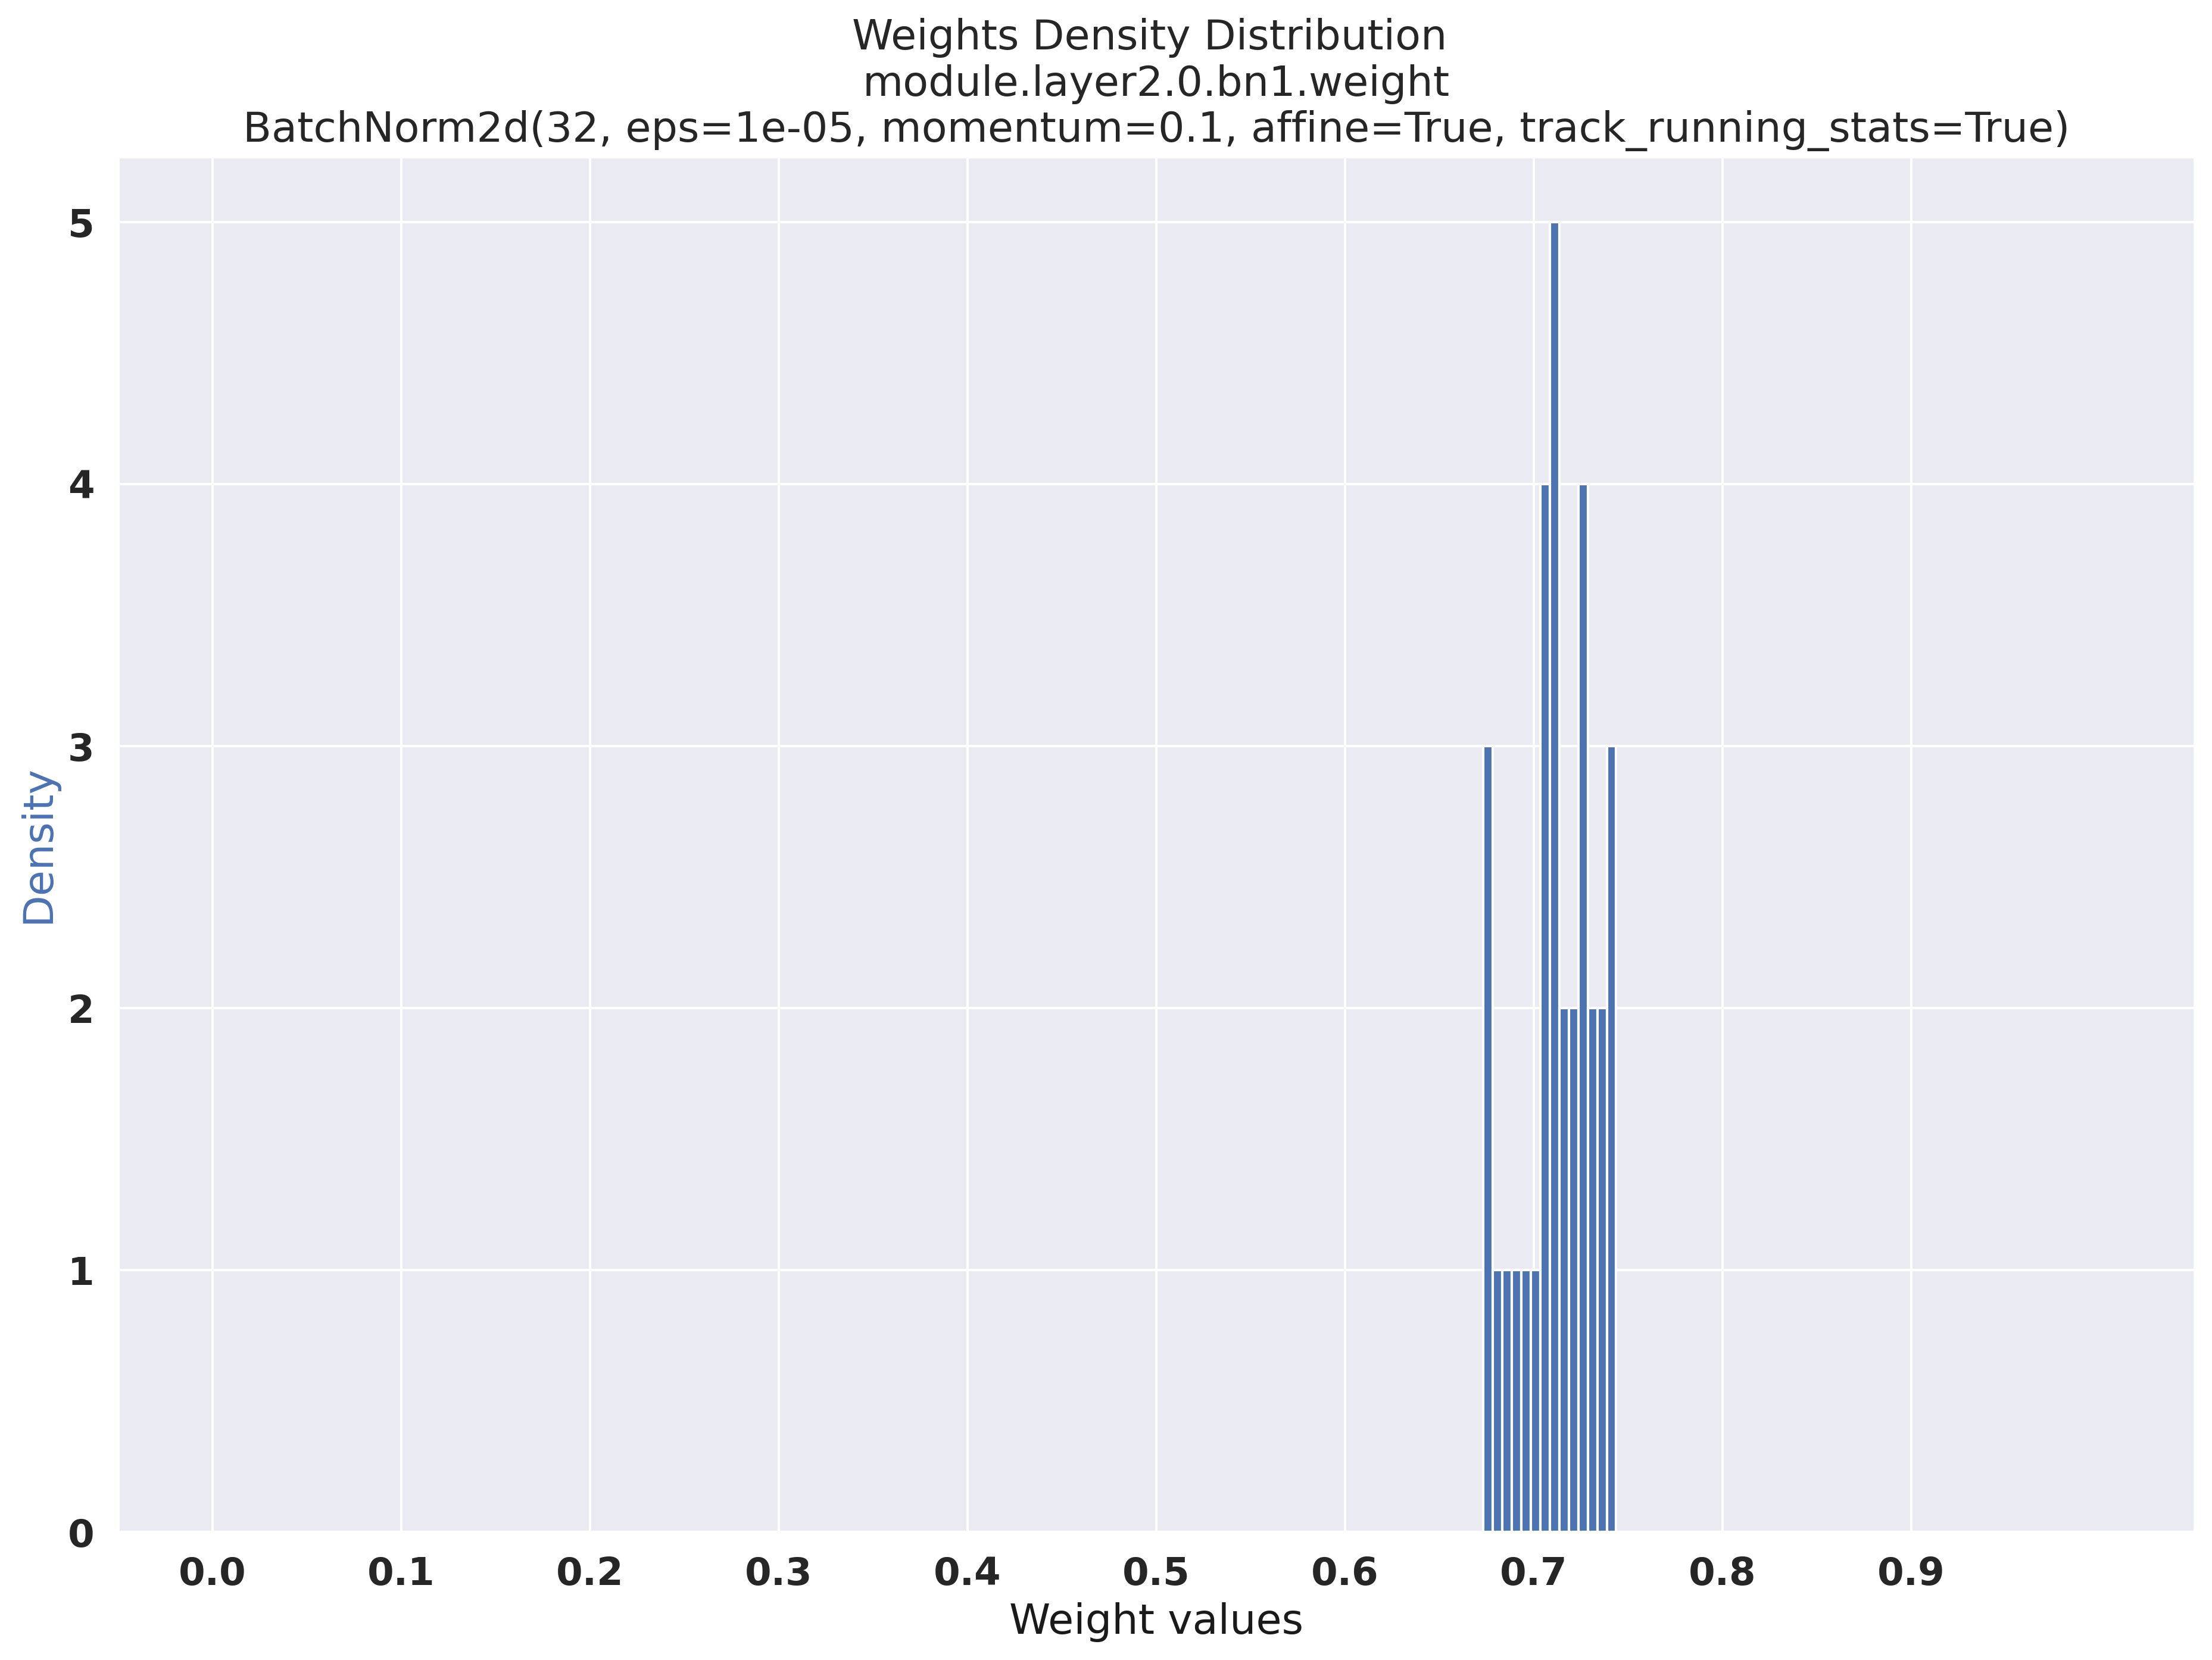 Weights Density Distribution
module.layer2.0.bn1.weight
BatchNorm2d(32, eps=1e-05, momentum=0.1, affine=True, track_running_stats=True)
5
4
3
2
1
0
Density
0.0 0.1 0.2 0.3 0.4 0.5 0.6 0.7 0.8 0.9
Weight values